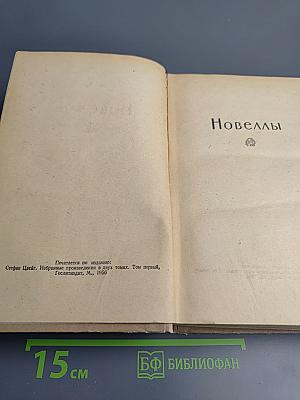 Печатается по изданию:
Стефан Цвейг. Избранные произведения в двух томах. Том первый,
Гослитиздат, М., 1956
Новеллы
15 см
БФ БИБЛИОФАН